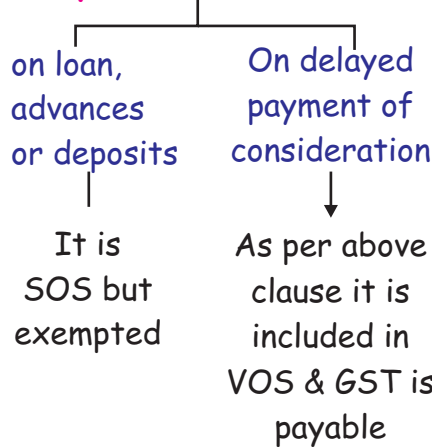 on loan,
advances
or deposits
It is
SOS but
exempted
On delayed
payment of
consideration
As per above
clause it is
included in
VOS & GST is
payable